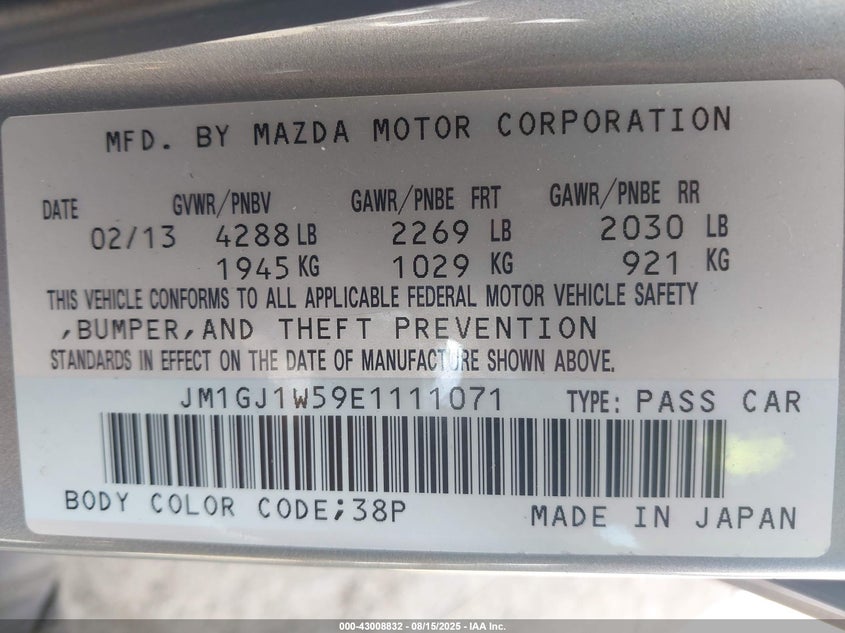 MFD. BY MAZDA MOTOR CORPORATION
DATE GVWR/PNBV GAWR/PNBE FRT GAWR/PNBE RR
02/13 4288 LB 2269 LB 2030 LB
1945 KG 1029 KG 921 KG
THIS VEHICLE CONFORMS TO ALL APPLICABLE FEDERAL MOTOR VEHICLE SAFETY
,BUMPER,AND THEFT PREVENTION
STANDARDS IN EFFECT ON THE DATE OF MANUFACTURE SHOWN ABOVE.
JM1GJ1W59E1111071 TYPE: PASS CAR
BODY COLOR CODE;38P MADE IN JAPAN
000-43008832 - 08/15/2025 - IAA Inc.